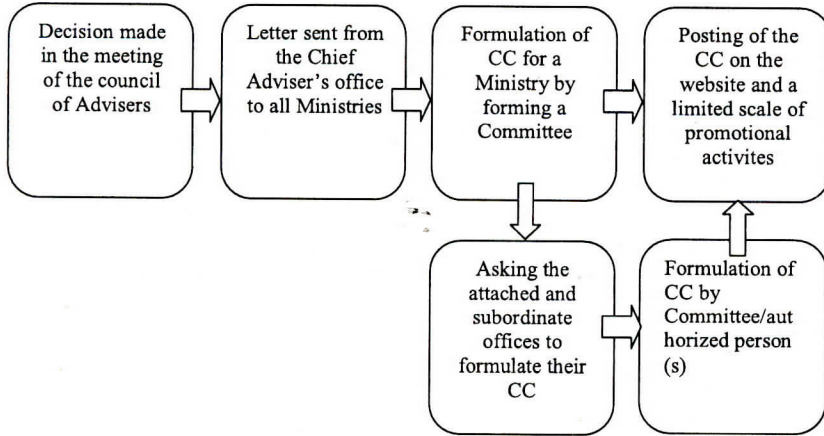 Decision made
in the meeting
of the council
of Advisers
Letter sent from
the Chief
Adviser's office
to all Ministries
Formulation of
CC for a
Ministry by
forming a
Committee
Posting of the
CC on the
website and a
limited scale of
promotional
activites
Asking the
attached and
subordinate
offices to
formulate their
CC
Formulation of
CC by
Committee/aut
horized person
(s)